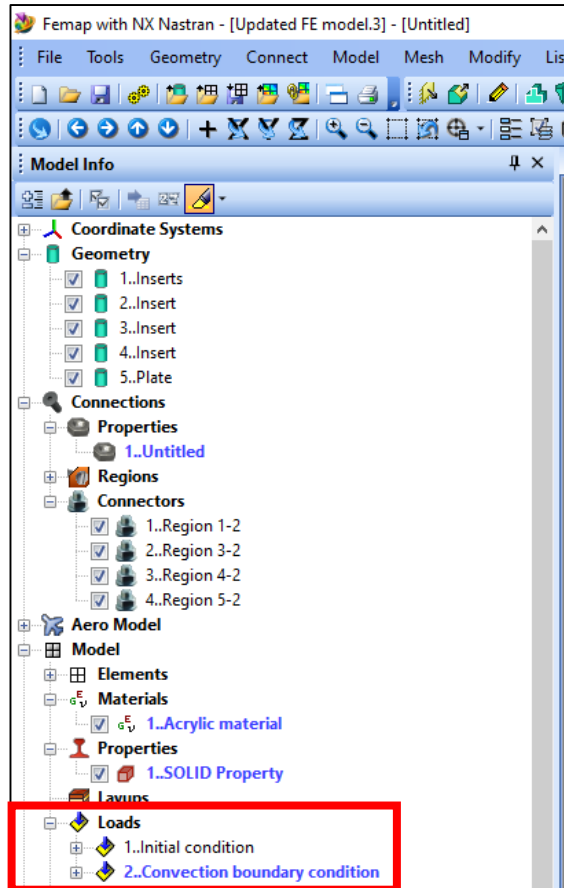 Femap with NX Nastran - [Updated FE model.3] - [Untitled]
File Tools Geometry Connect Model Mesh Modify Lis
Model Info
Coordinate Systems
Geometry
1..Inserts
2..Insert
3..Insert
4..Insert
5..Plate
Connections
Properties
1..Untitled
Regions
Connectors
1..Region 1-2
2..Region 3-2
3..Region 4-2
4..Region 5-2
Aero Model
Model
Elements
Materials
1..Acrylic material
Properties
1..SOLID Property
Layups
Loads
1..Initial condition
2..Convection boundary condition